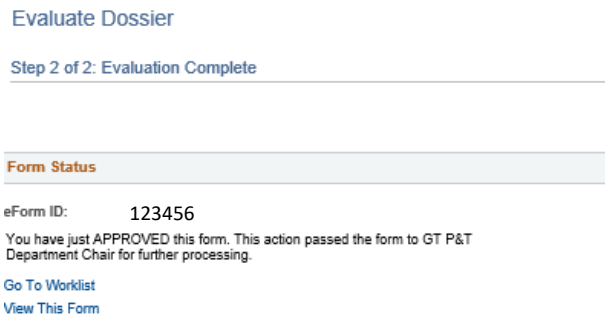 Evaluate Dossier
Step 2 of 2: Evaluation Complete
Form Status
eForm ID: 123456
You have just APPROVED this form. This action passed the form to GT P&T
Department Chair for further processing.
Go To Worklist
View This Form